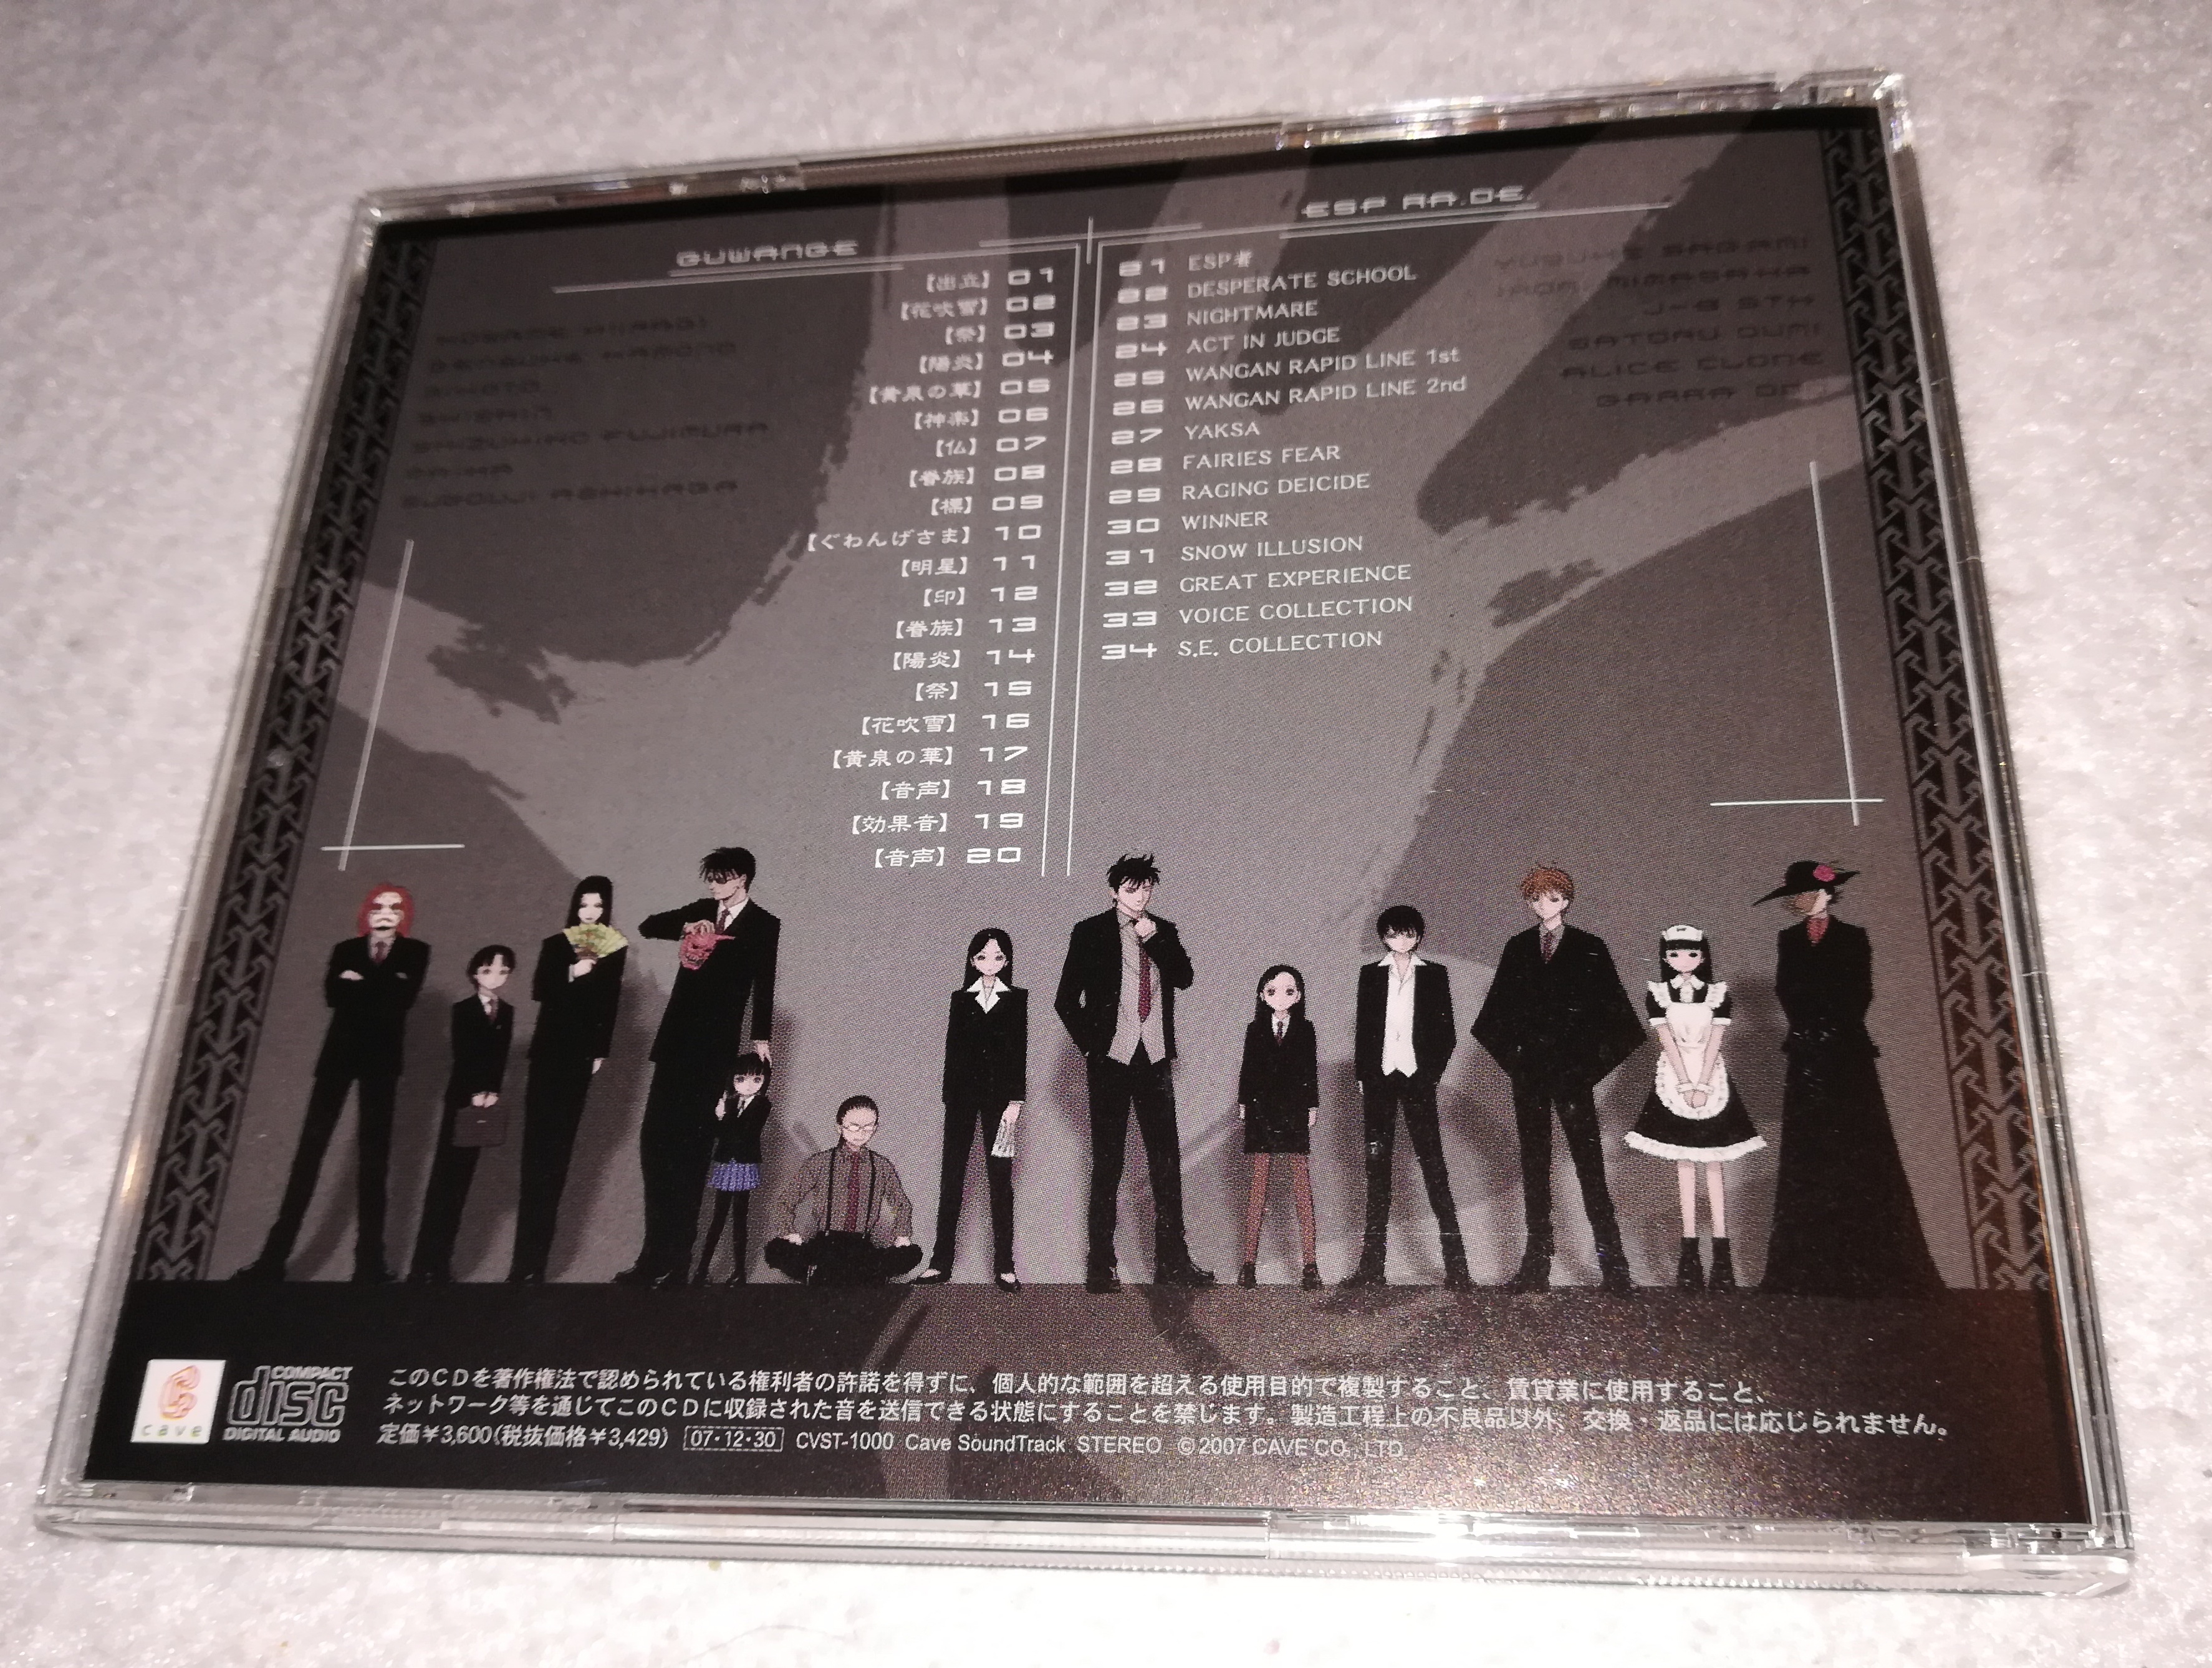 GUWANGE
【出立】 01
【花吹雪】 02
【祭】 03
【陽炎】 04
【黄泉の華】 05
【神楽】 06
【仏】 07
【眷族】 08
09
【ぐわんげさま】 10
【明星】 11
【印】 12
【眷族】 13
【陽炎】 14
【祭】 15
【花吹雪】 16
【黄泉の華】 17
【音声】 18
【効果音】 19
【音声】 20
ESP RA.DE.
21 ESP者
22 DESPERATE SCHOOL
23 NIGHTMARE
24 ACT IN JUDGE
25 WANGAN RAPID LINE 1st
26 WANGAN RAPID LINE 2nd
27 YAKSA
28 FAIRIES FEAR
29 RAGING DEICIDE
30 WINNER
31 SNOW ILLUSION
32 GREAT EXPERIENCE
33 VOICE COLLECTION
34 S.E. COLLECTION
YUSUKE SAGAMI
J-B 5TH
SATORU OUMI
ALICE CLONE
GARRA
SHISHIN
cave
COMPACT
disc
DIGITAL AUDIO
このCDを著作権法で認められている権利者の許諾を得ずに、個人的な範囲を超える使用目的で複製すること、賃貸業に使用すること、
ネットワーク等を通じてこのCDに収録された音を送信できる状態にすることを禁じます。製造工程上の不良品以外、交換・返品には応じられません。
定価￥3,600(税抜価格￥3,429) 07・12・30 CVST-1000 Cave SoundTrack STEREO ©2007 CAVE CO., LTD.